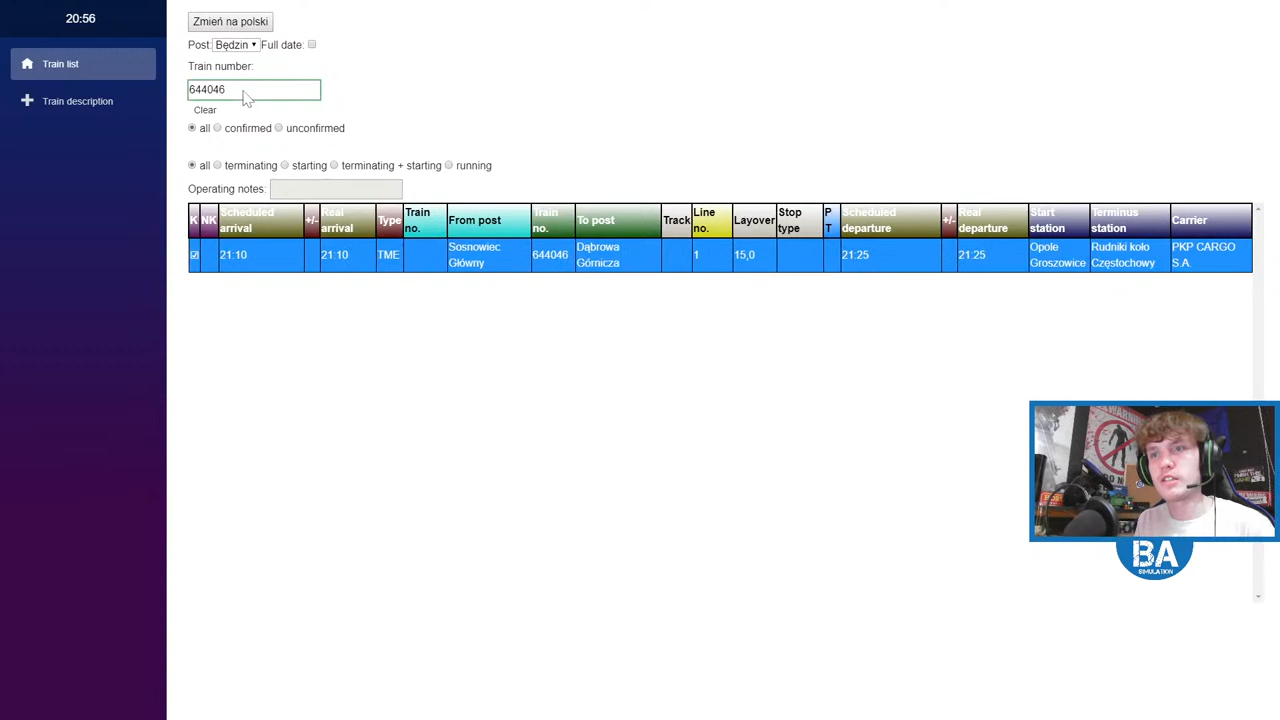 20:56
Train list
Train description
Zmień na polski
Post: Będzin Full date:
Train number:
644046
Clear
all confirmed unconfirmed
all terminating starting terminating + starting running
Operating notes:
K NK Scheduled arrival +/- Real arrival Type Train no. From post Train no. To post Track Line no. Layover Stop type P T Scheduled departure +/- Real departure Start station Terminus station Carrier
21:10 21:10 TME Sosnowiec Główny 644046 Dąbrowa Górnicza 1 15,0 21:25 21:25 Opole Groszowice Rudniki koło Częstochowy PKP CARGO S.A.
WARNING
BA
SIMULATION